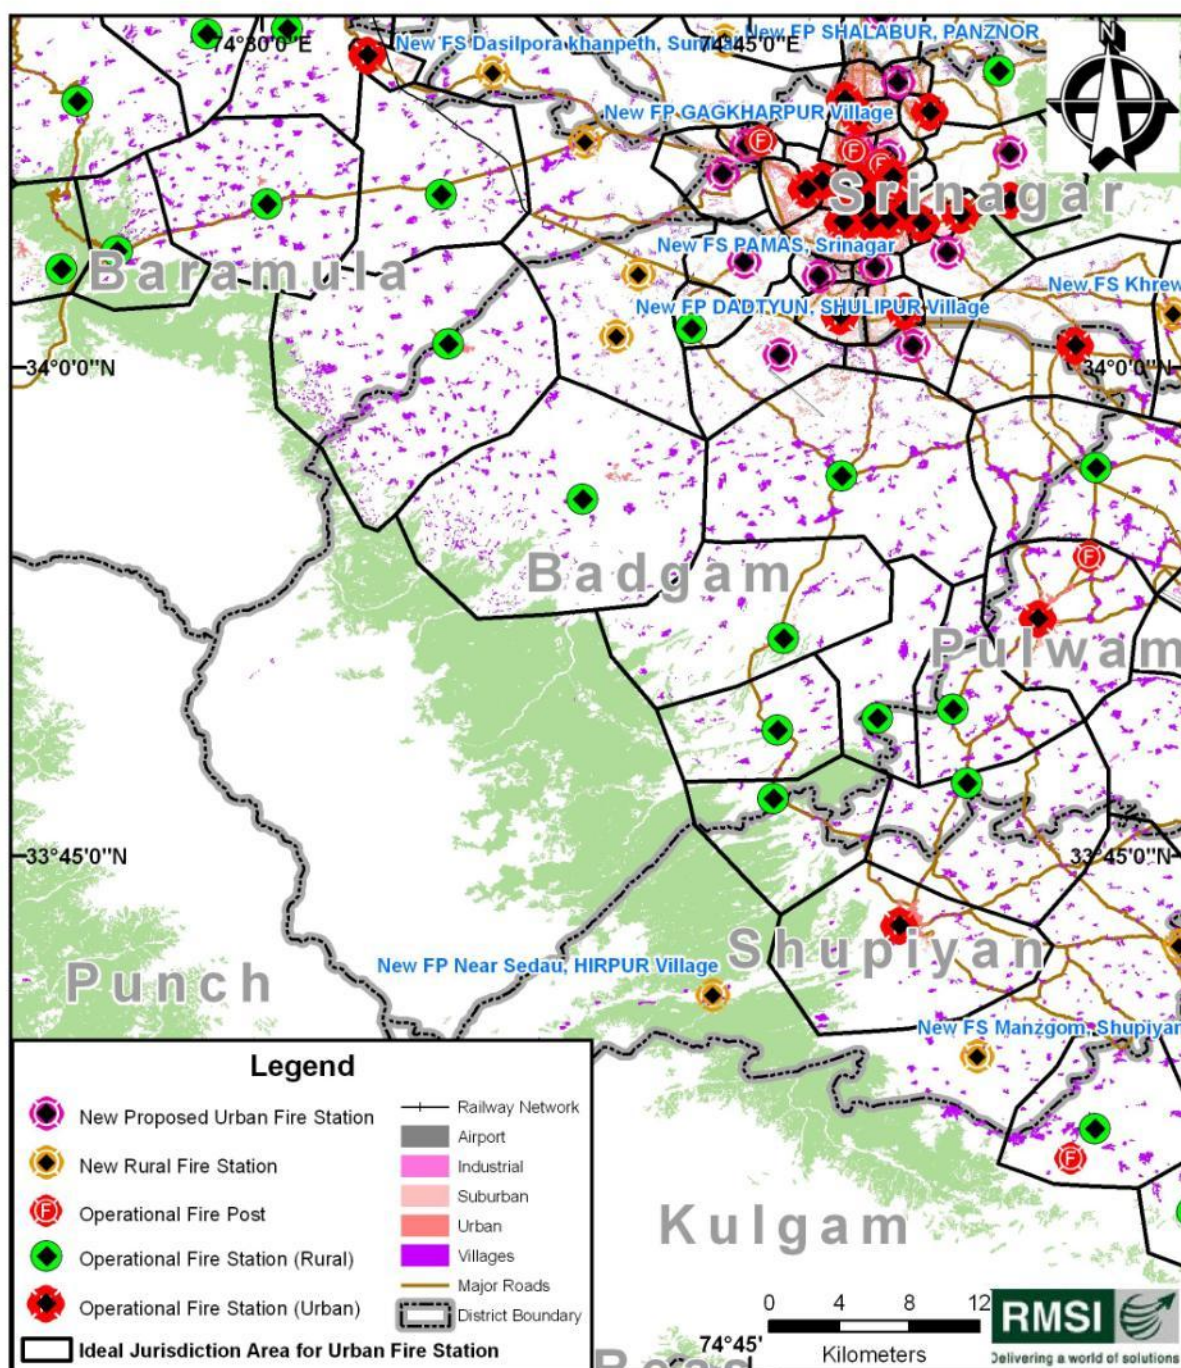 74°30'0"E
New FS Dasilpora khanpeth,
74°45'0"E
New FP SHALABUR, PANZNOR
N
New FP GAGKHARPUR Village
Srinagar
Baramula
New FS PAMAS, Srinagar
New FS Khrew
New FP DADTYUN, SHULIPUR Village
34°0'0"N
34°0'0"N
Badgam
Pulwam
33°45'0"N
33°45'0"N
Shupiyan
New FP Near Sedau, HIRPUR Village
Punch
New FS Manzgom, Shupiyan
Kulgam
Legend
New Proposed Urban Fire Station
New Rural Fire Station
F Operational Fire Post
Operational Fire Station (Rural)
Operational Fire Station (Urban)
Ideal Jurisdiction Area for Urban Fire Station
Railway Network
Airport
Industrial
Suburban
Urban
Villages
Major Roads
District Boundary
0 4 8 12
Kilometers
74°45'
RMSI
Delivering a world of solutions